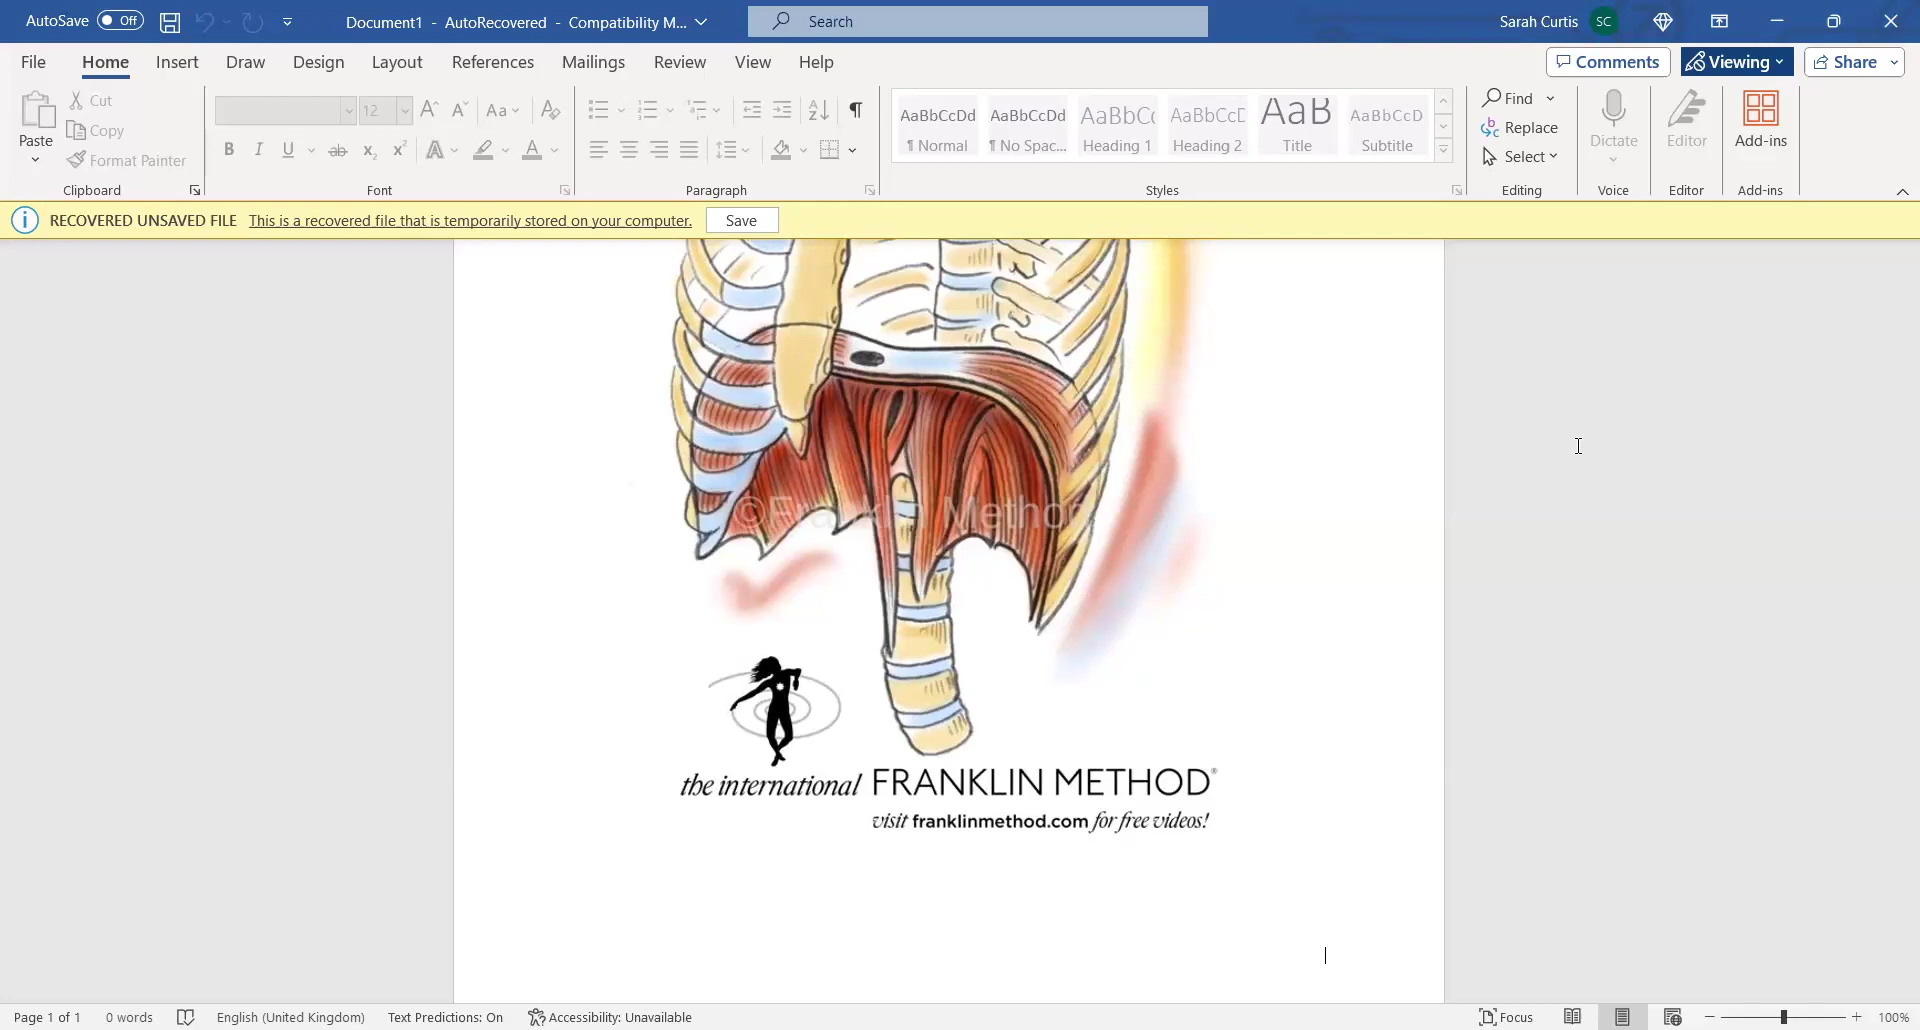 AutoSave Off Document1 - AutoRecovered - Compatibility M... Search Sarah Curtis SC
File Home Insert Draw Design Layout References Mailings Review View Help Comments Viewing Share
Paste Cut Copy Format Painter
Clipboard
12 Aa
B I U ab x₂ x² A A
Font
Paragraph
AaBbCcDd AaBbCcDd AaBbC AaBbCcD AaB AaBbCcD
¶ Normal ¶ No Spac... Heading 1 Heading 2 Title Subtitle
Styles
Find
Replace
Select
Editing
Dictate
Voice
Editor
Editor
Add-ins
Add-ins
RECOVERED UNSAVED FILE This is a recovered file that is temporarily stored on your computer. Save
©Franklin Method
the international FRANKLIN METHOD®
visit franklinmethod.com for free videos!
Page 1 of 1 0 words English (United Kingdom) Text Predictions: On Accessibility: Unavailable Focus 100%